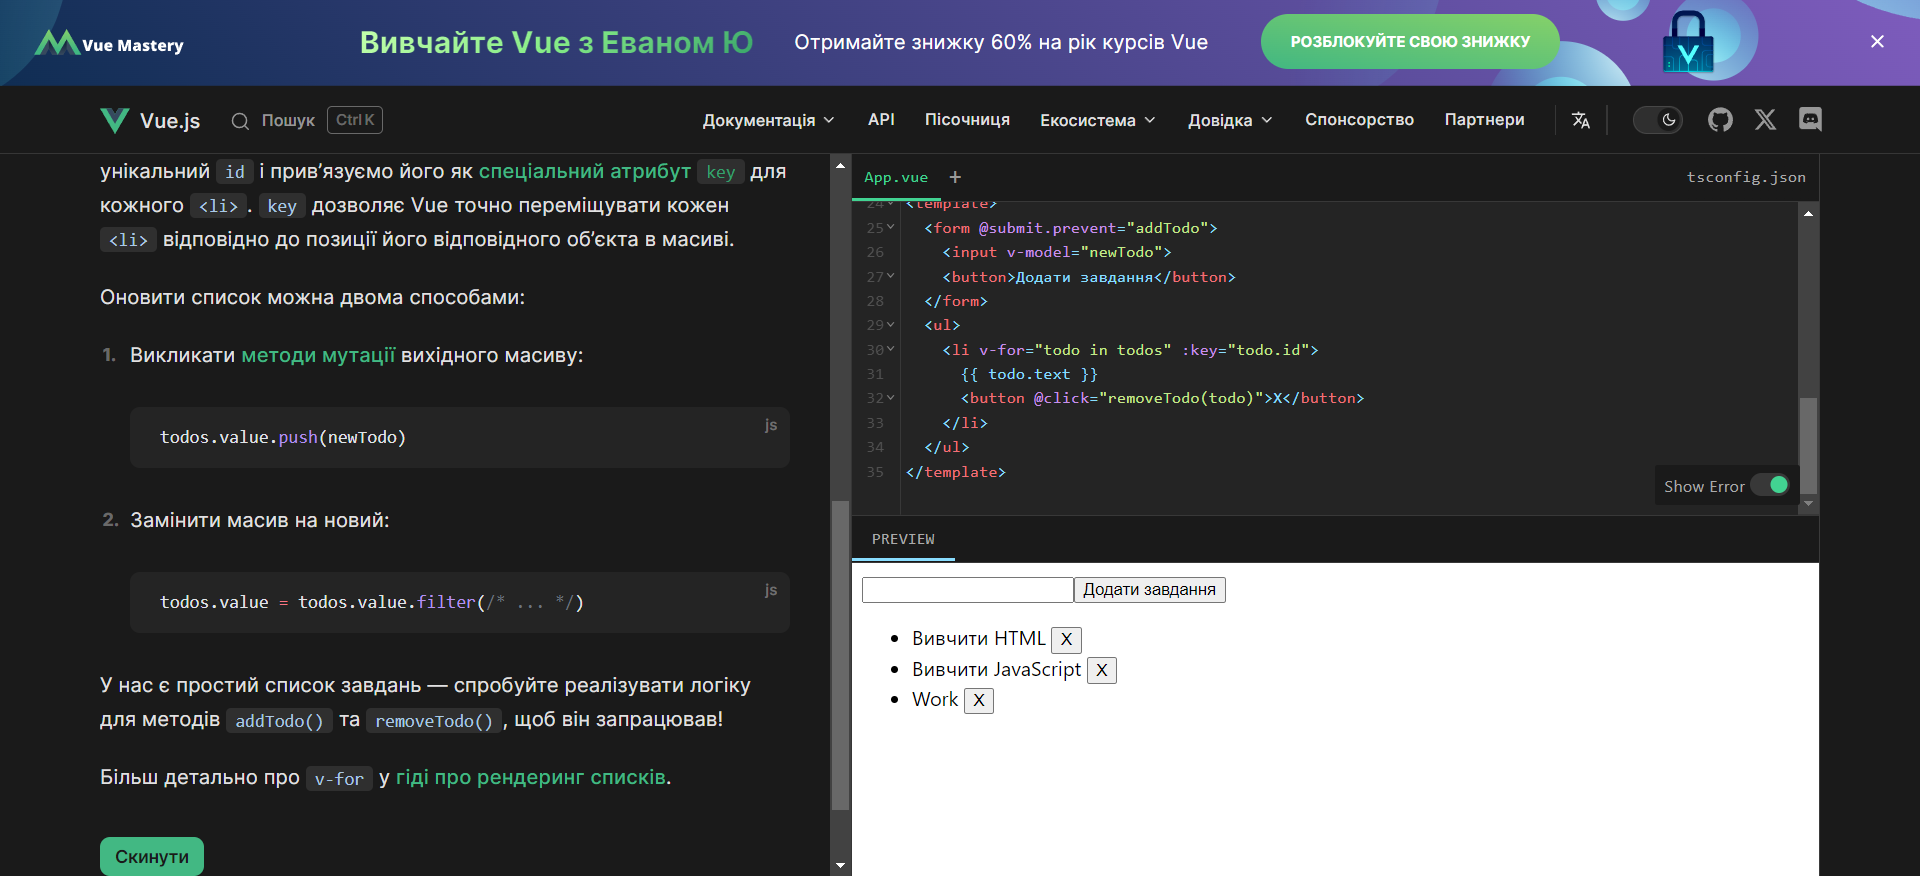 Vue Mastery
Вивчайте Vue з Еваном Ю
Отримайте знижку 60% на рік курсів Vue
РОЗБЛОКУЙТЕ СВОЮ ЗНИЖКУ
Vue.js
Пошук
Ctrl K
Документація
API
Пісочниця
Екосистема
Довідка
Спонсорство
Партнери
унікальний id і прив’язуємо його як спеціальний атрибут key для
кожного <li>. key дозволяє Vue точно переміщувати кожен
<li> відповідно до позиції його відповідного об’єкта в масиві.
Оновити список можна двома способами:
1. Викликати методи мутації вихідного масиву:
js
todos.value.push(newTodo)
2. Замінити масив на новий:
js
todos.value = todos.value.filter(/* ... */)
У нас є простий список завдань — спробуйте реалізувати логіку
для методів addTodo() та removeTodo(), щоб він запрацював!
Більш детально про v-for у гіді про рендеринг списків.
Скинути
App.vue +
tsconfig.json
24 <template>
25 <form @submit.prevent="addTodo">
26 <input v-model="newTodo">
27 <button>Додати завдання</button>
28 </form>
29 <ul>
30 <li v-for="todo in todos" :key="todo.id">
31 {{ todo.text }}
32 <button @click="removeTodo(todo)">X</button>
33 </li>
34 </ul>
35 </template>
Show Error
PREVIEW
Додати завдання
• Вивчити HTML X
• Вивчити JavaScript X
• Work X